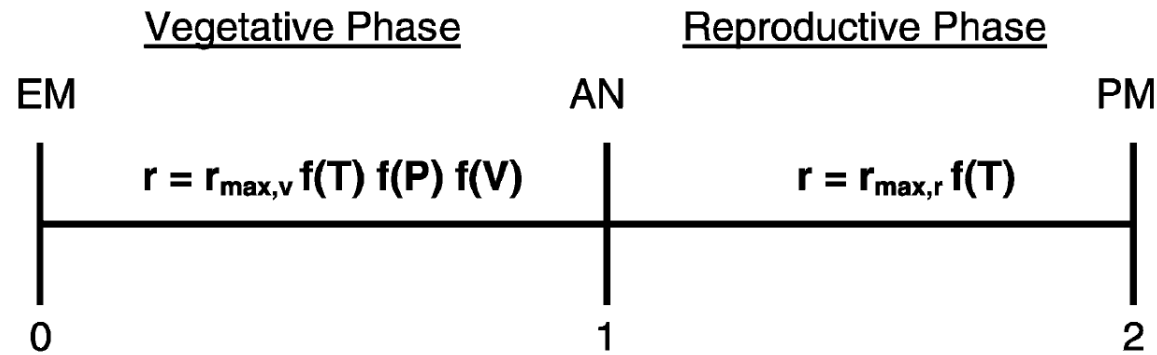 Vegetative Phase Reproductive Phase
EM AN PM
r = rmax,v f(T) f(P) f(V) r = rmax,r f(T)
0 1 2